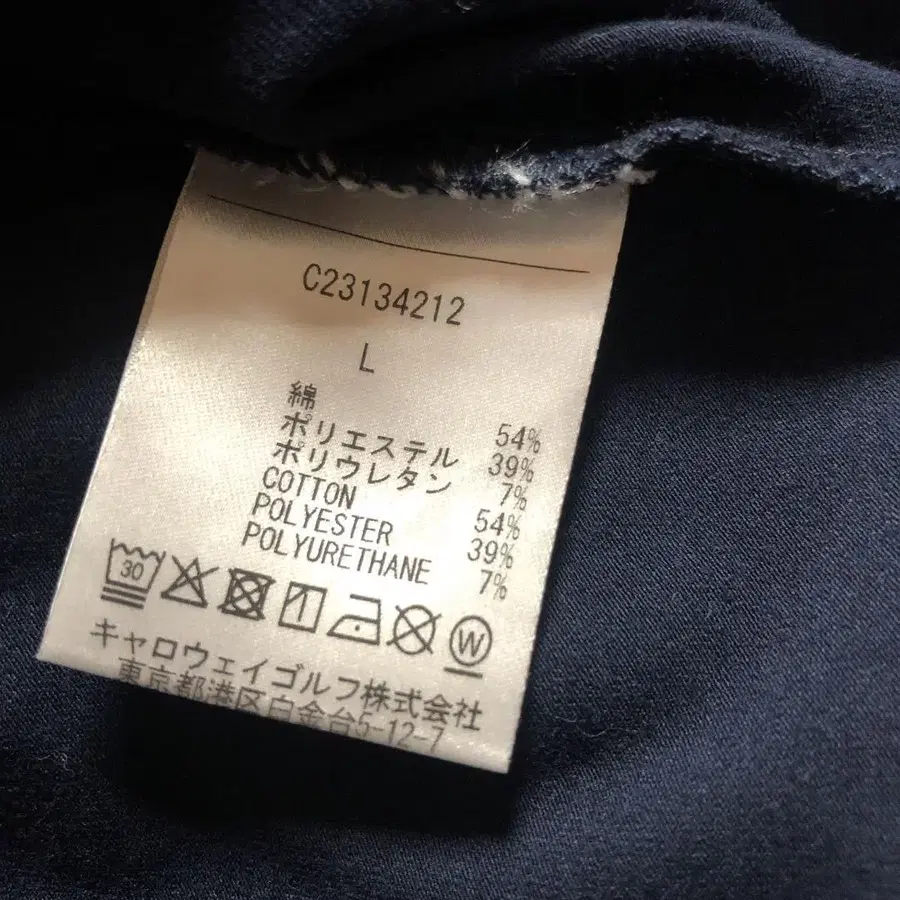 C23134212
L
綿 54%
ポリエステル 39%
ポリウレタン 7%
COTTON 54%
POLYESTER 39%
POLYURETHANE 7%
30
W
キャロウェイゴルフ株式会社
東京都港区白金台5-12-7